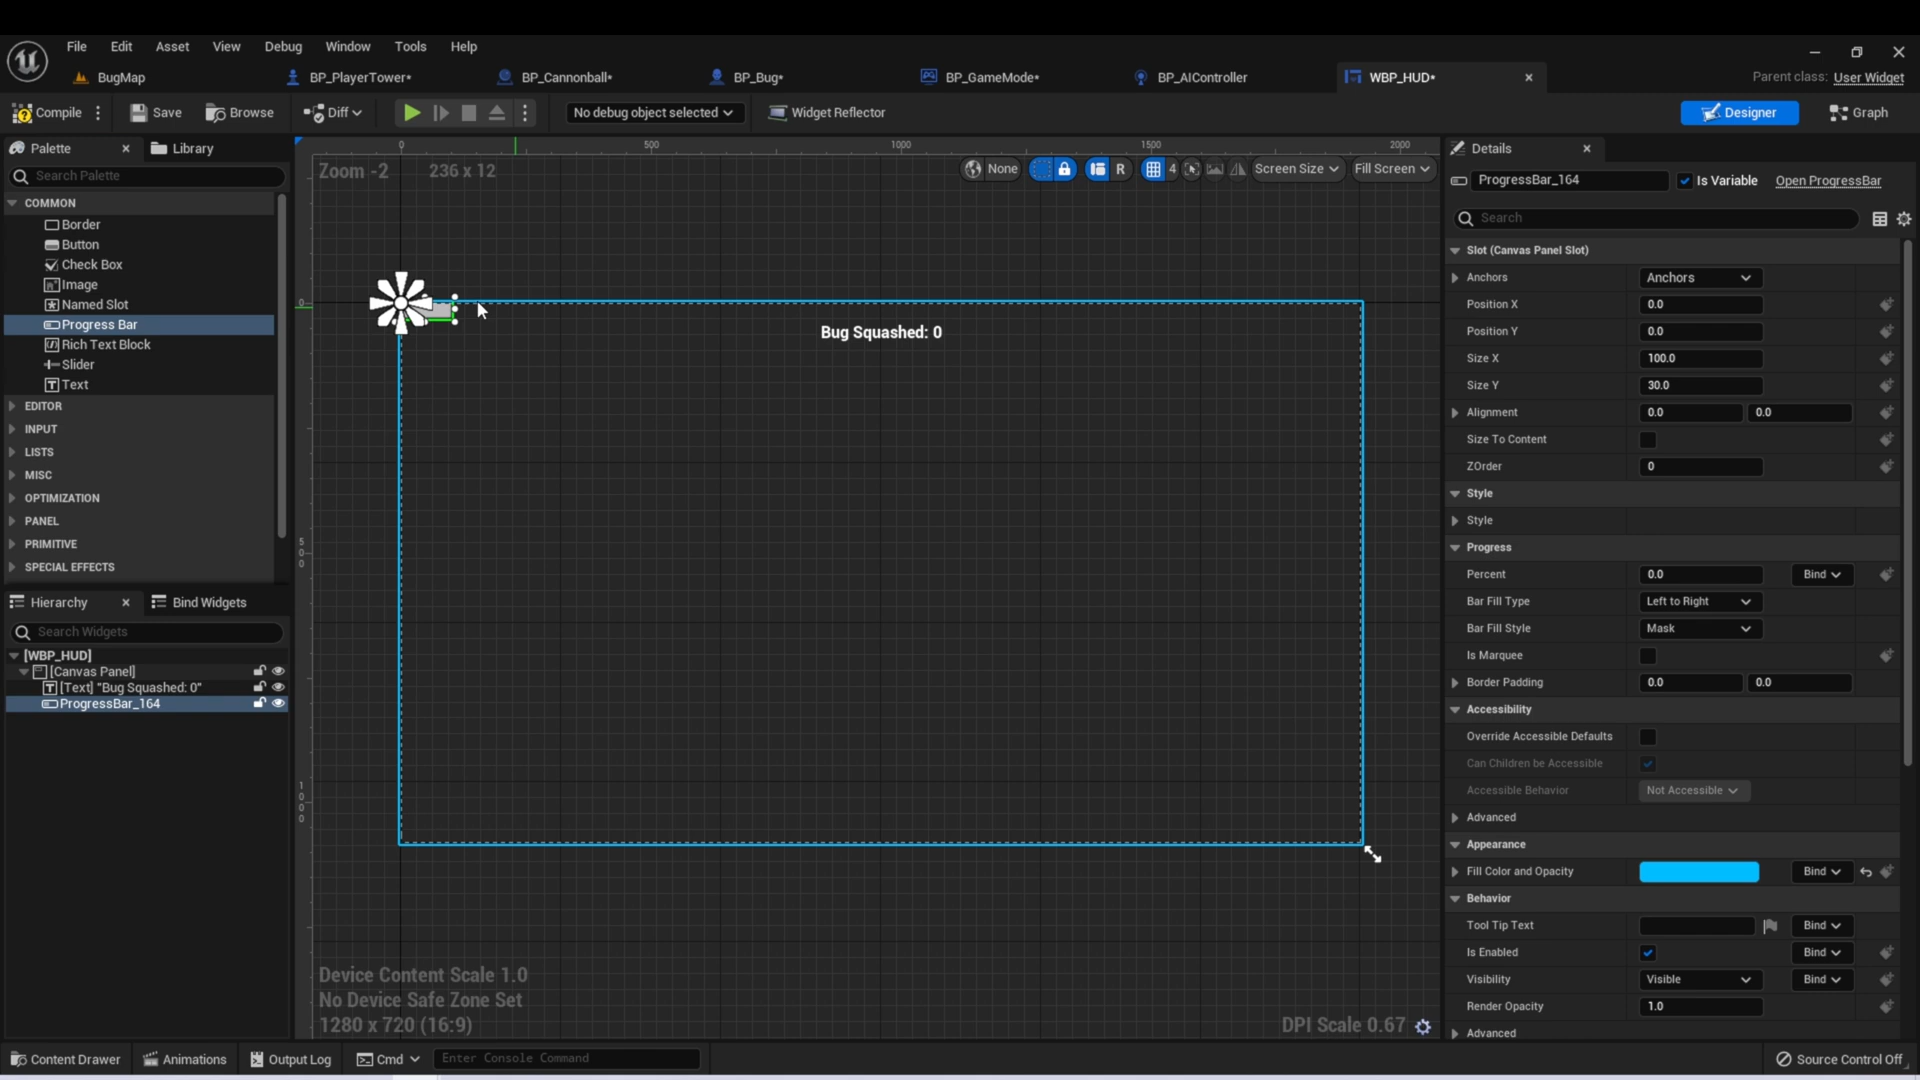 File Edit Asset View Debug Window Tools Help
BugMap BP_PlayerTower* BP_Cannonball* BP_Bug* BP_GameMode* BP_AIController WBP_HUD* Parent class: User Widget
Compile Save Browse Diff No debug object selected Widget Reflector Designer Graph
Palette Library
Search Palette
COMMON
Border
Button
Check Box
Image
Named Slot
Progress Bar
Rich Text Block
Slider
Text
EDITOR
INPUT
LISTS
MISC
OPTIMIZATION
PANEL
PRIMITIVE
SPECIAL EFFECTS
Hierarchy Bind Widgets
Search Widgets
[WBP_HUD]
[Canvas Panel]
[Text] "Bug Squashed: 0"
ProgressBar_164
0 500 1000 1500 2000
Zoom -2 236 x 12 None R 4 Screen Size Fill Screen
0
Bug Squashed: 0
500
1000
Device Content Scale 1.0
No Device Safe Zone Set
1280 x 720 (16:9) DPI Scale 0.67
Details
ProgressBar_164 Is Variable Open ProgressBar
Search
Slot (Canvas Panel Slot)
Anchors Anchors
Position X 0.0
Position Y 0.0
Size X 100.0
Size Y 30.0
Alignment 0.0 0.0
Size To Content
ZOrder 0
Style
Style
Progress
Percent 0.0 Bind
Bar Fill Type Left to Right
Bar Fill Style Mask
Is Marquee
Border Padding 0.0 0.0
Accessibility
Override Accessible Defaults
Can Children be Accessible
Accessible Behavior Not Accessible
Advanced
Appearance
Fill Color and Opacity Bind
Behavior
Tool Tip Text Bind
Is Enabled Bind
Visibility Visible Bind
Render Opacity 1.0
Advanced
Content Drawer Animations Output Log Cmd Enter Console Command Source Control Off